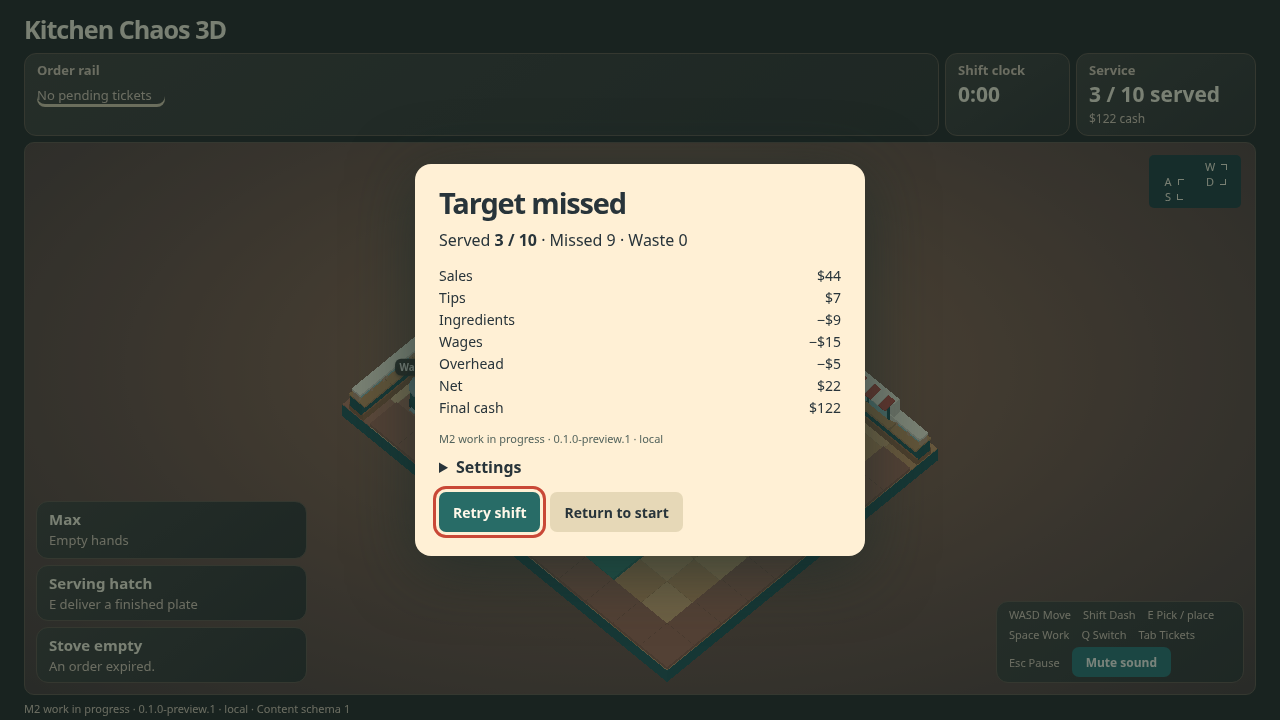 Kitchen Chaos 3D
Order rail
No pending tickets
Shift clock
0:00
Service
3 / 10 served
$122 cash
W ⌝
A ⌜ D ⌟
S ⌞
Target missed
Served 3 / 10 · Missed 9 · Waste 0
Sales $44
Tips $7
Ingredients −$9
Wages −$15
Overhead −$5
Net $22
Final cash $122
M2 work in progress · 0.1.0-preview.1 · local
Settings
Retry shift
Return to start
Max
Empty hands
Serving hatch
E deliver a finished plate
Stove empty
An order expired.
WASD Move Shift Dash E Pick / place
Space Work Q Switch Tab Tickets
Esc Pause Mute sound
M2 work in progress · 0.1.0-preview.1 · local · Content schema 1